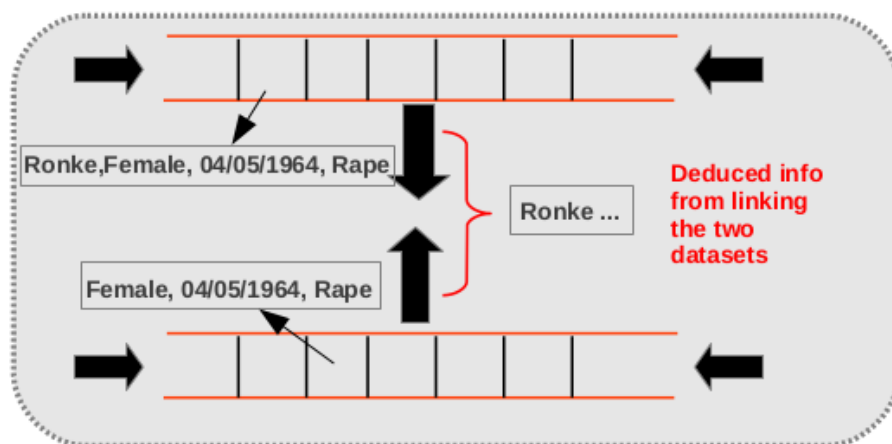 Ronke,Female, 04/05/1964, Rape
Ronke ...
Deduced info
from linking
the two
datasets
Female, 04/05/1964, Rape